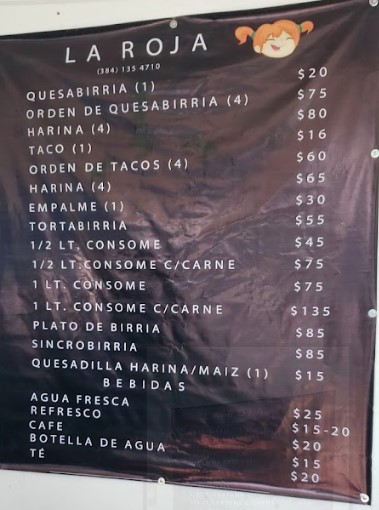 LA ROJA
(384) 135 4710
QUESABIRRIA (1) $20
ORDEN DE QUESABIRRIA (4) $75
HARINA (4) $80
TACO (1) $16
ORDEN DE TACOS (4) $60
HARINA (4) $65
EMPALME (1) $30
TORTABIRRIA $55
1/2 LT. CONSOME $45
1/2 LT.CONSOME C/CARNE $75
1 LT. CONSOME $75
1 LT. CONSOME C/CARNE $135
PLATO DE BIRRIA $85
SINCROBIRRIA $85
QUESADILLA HARINA/MAIZ (1) $15
BEBIDAS
AGUA FRESCA $25
REFRESCO $15-20
CAFE $20
BOTELLA DE AGUA $15
TÉ $20